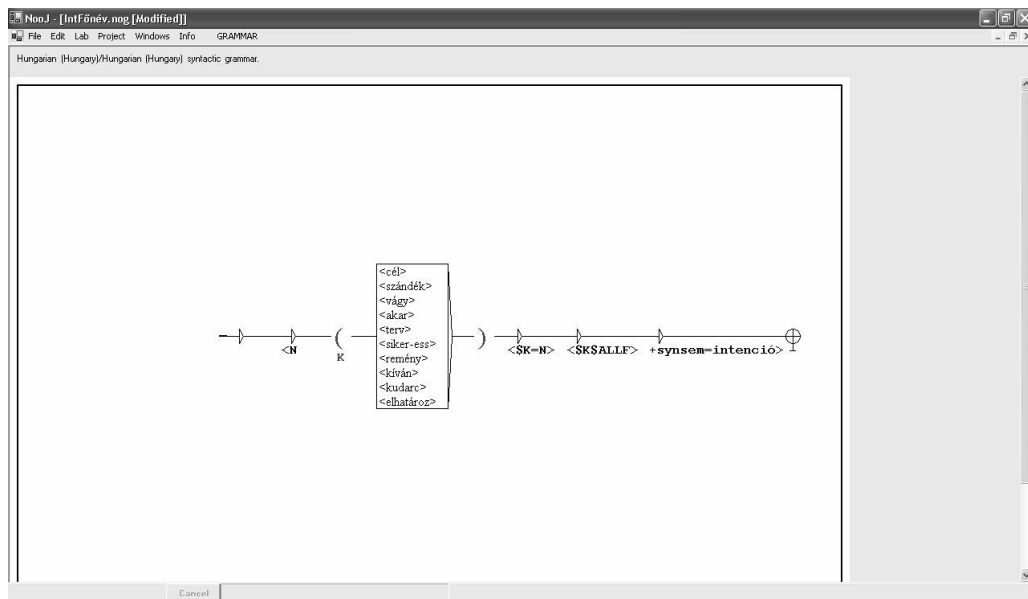 NooJ - [IntFőnév.nog [Modified]]
File Edit Lab Project Windows Info GRAMMAR
Hungarian (Hungary)/Hungarian (Hungary) syntactic grammar.
<cél>
<szándék>
<vágy>
<akar>
<terv>
<siker-ess>
<remény>
<kíván>
<kudarc>
<elhatároz>
( )
<N K <$K=N> <$K$ALLF> +synsem=intenció>
Cancel